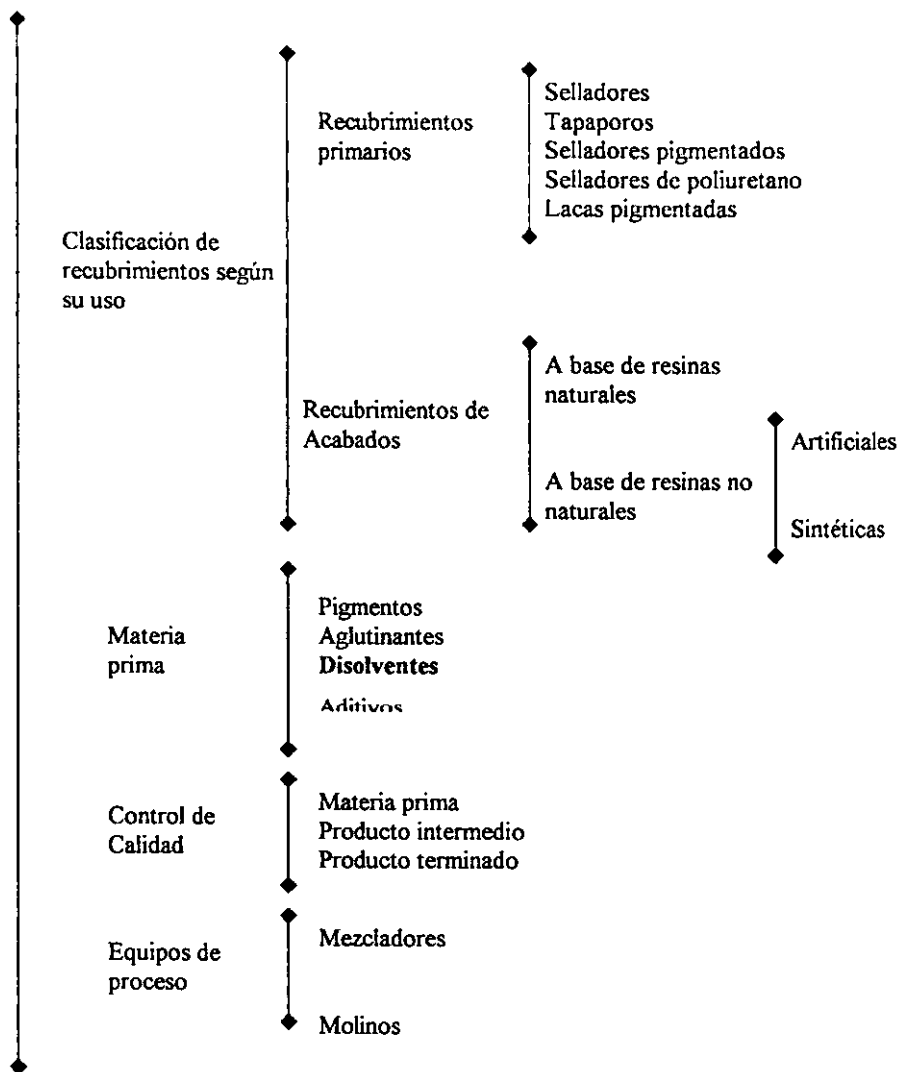 Clasificación de
recubrimientos según
su uso
Recubrimientos
primarios
Selladores
Tapaporos
Selladores pigmentados
Selladores de poliuretano
Lacas pigmentadas
Recubrimientos de
Acabados
A base de resinas
naturales
A base de resinas no
naturales
Artificiales
Sintéticas
Materia
prima
Pigmentos
Aglutinantes
Disolventes
Aditivos
Control de
Calidad
Materia prima
Producto intermedio
Producto terminado
Equipos de
proceso
Mezcladores
Molinos